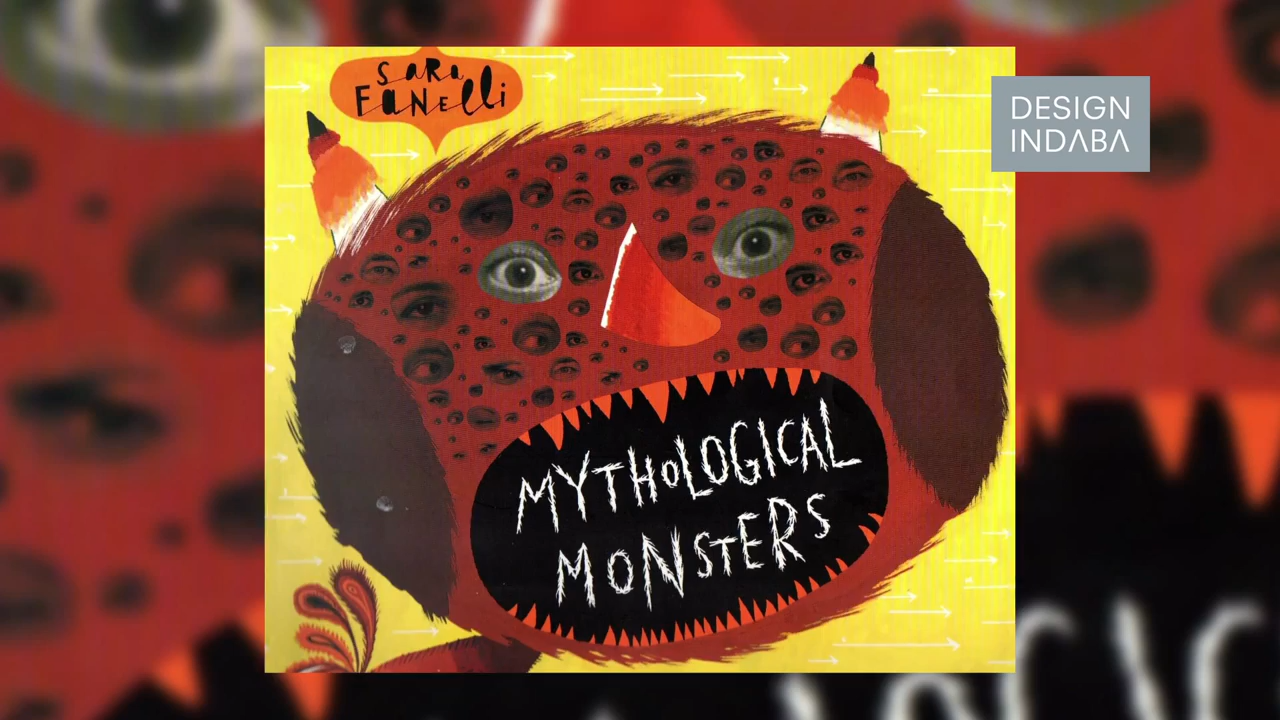 SaRa
FaNElli
DESIGN
INDABA
MYTHOLOGICAL
MONSTERS